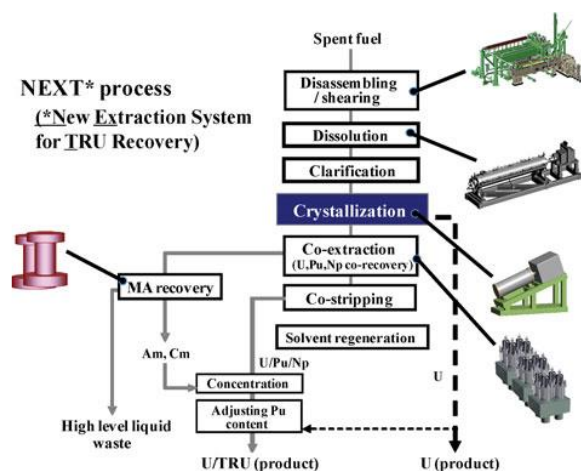 Spent fuel
NEXT* process
(*New Extraction System
for TRU Recovery)
Disassembling
/ shearing
Dissolution
Clarification
Crystallization
Co-extraction
(U,Pu,Np co-recovery)
MA recovery
Co-stripping
Solvent regeneration
Am, Cm
U/Pu/Np
U
Concentration
Adjusting Pu
content
High level liquid
waste
U/TRU (product)
U (product)